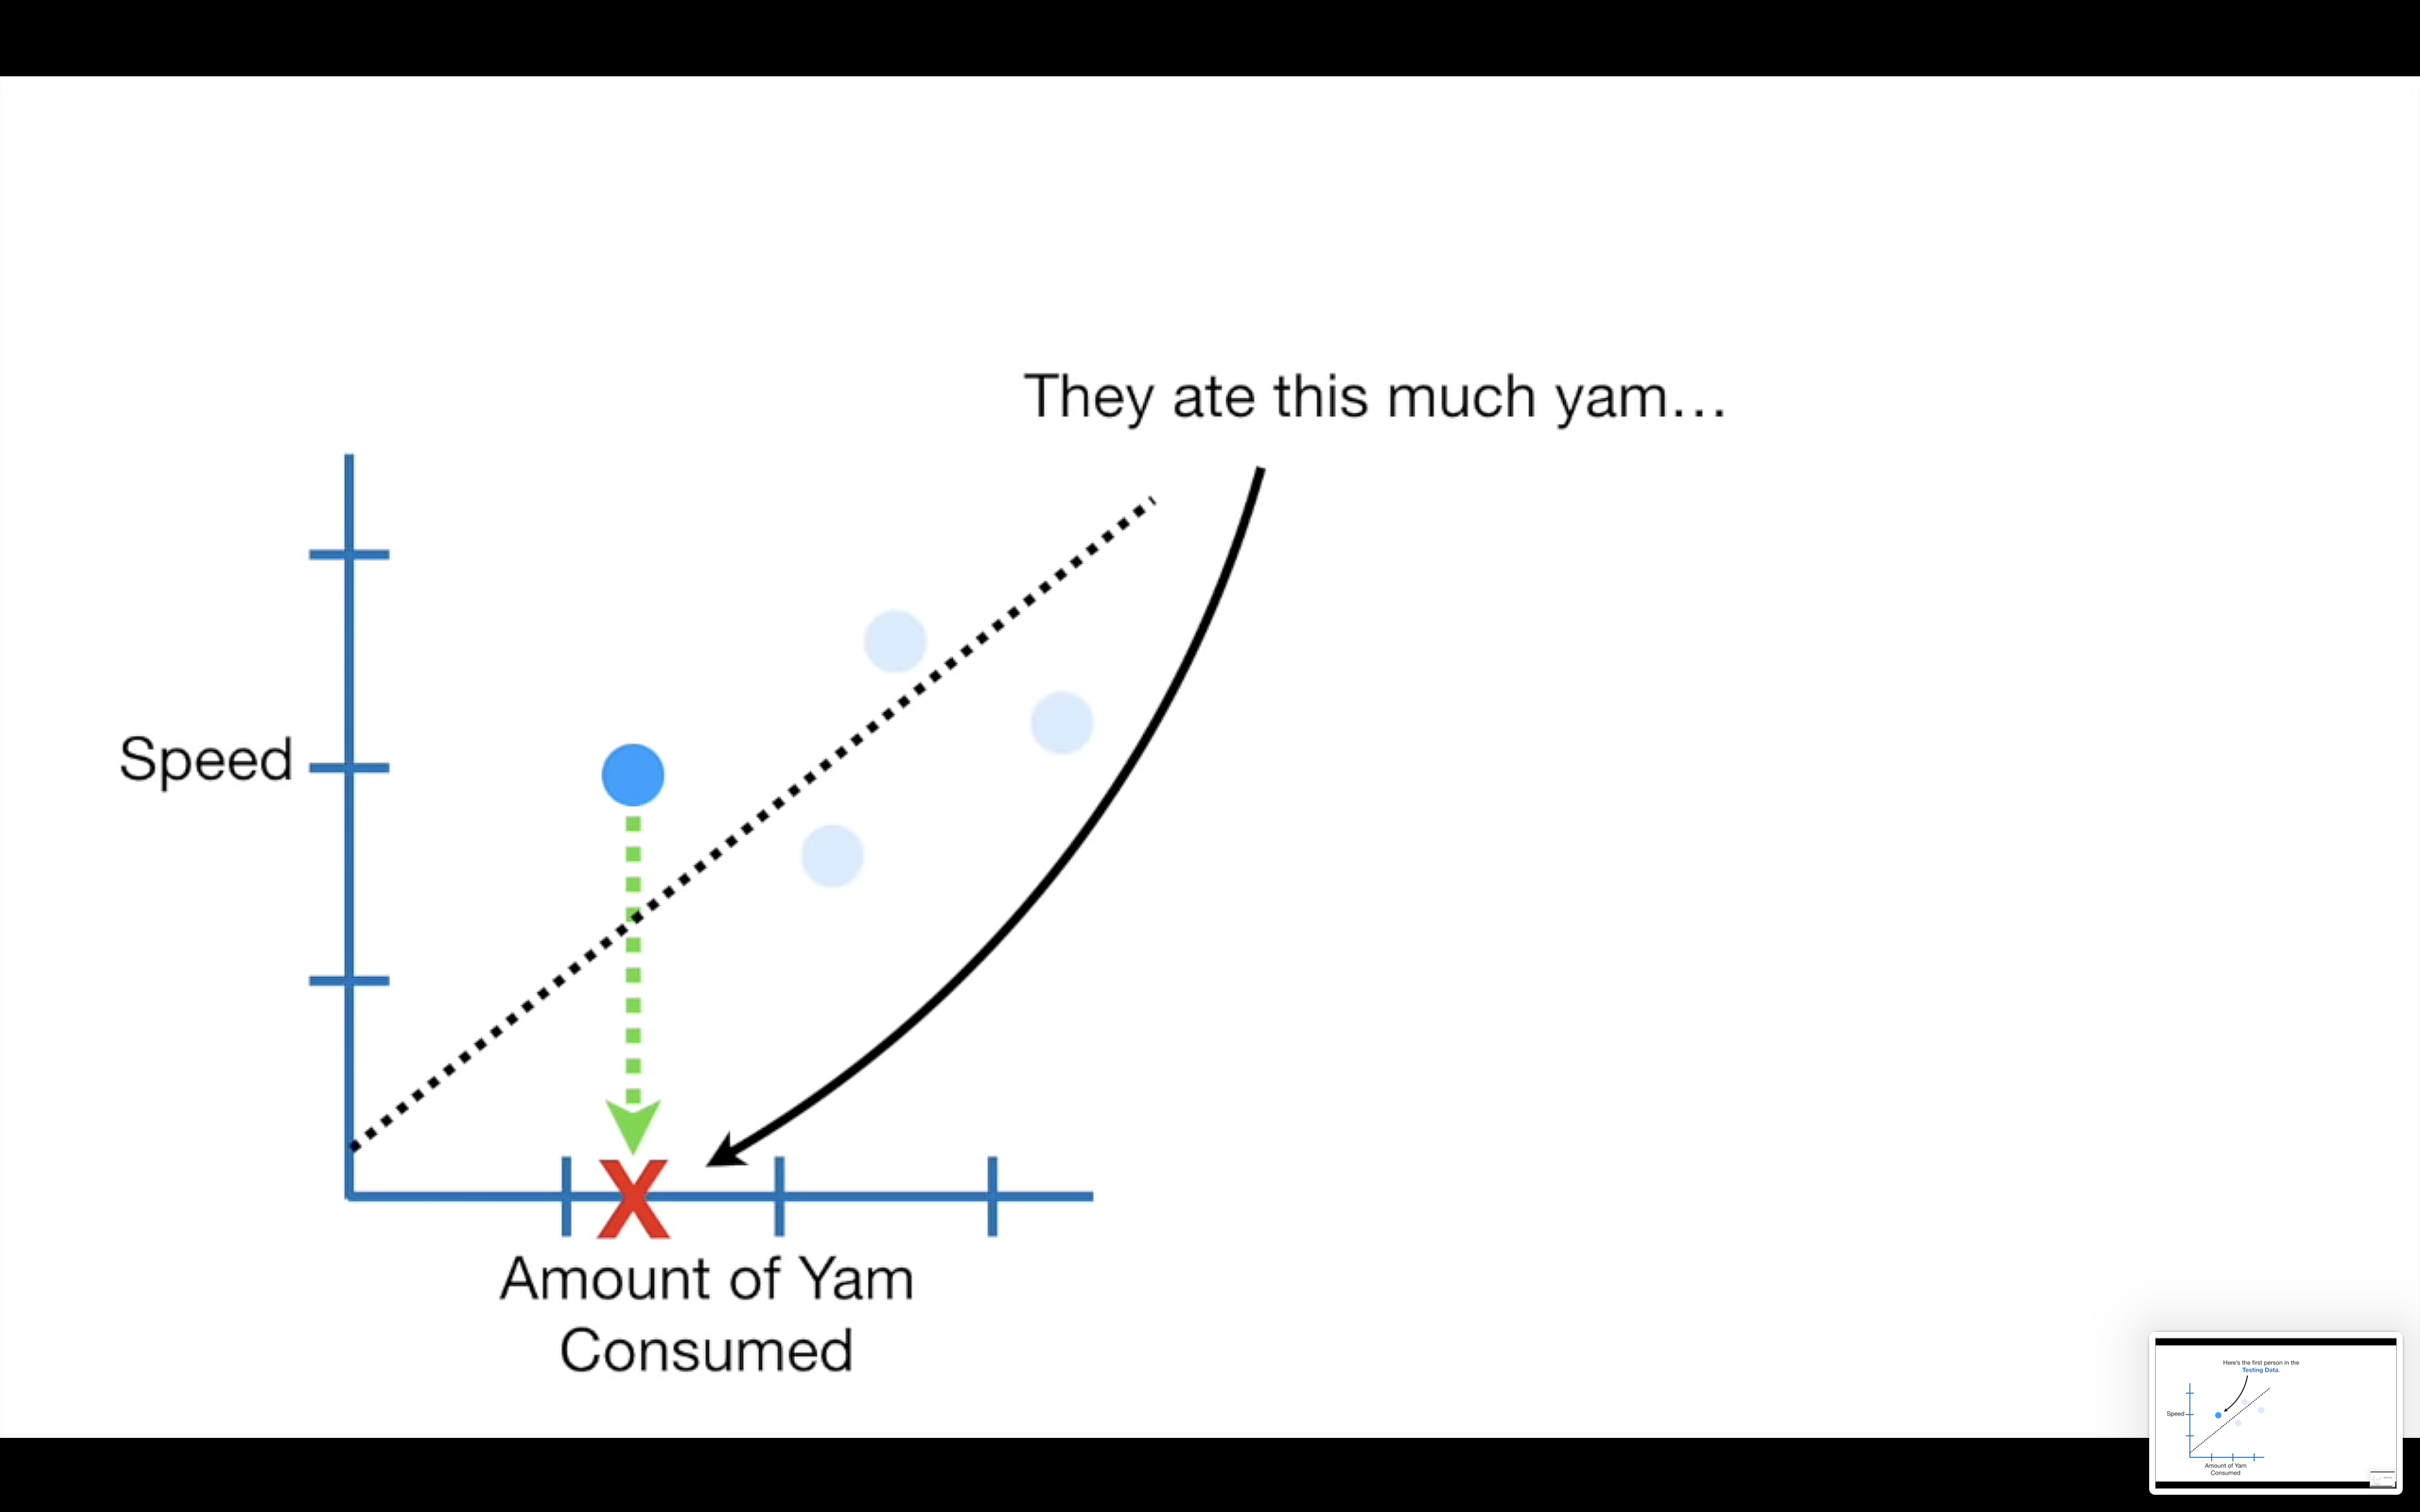 They ate this much yam...
Speed
X
Amount of Yam
Consumed
Here's the first person in the
Testing Data.
Speed
Amount of Yam
Consumed